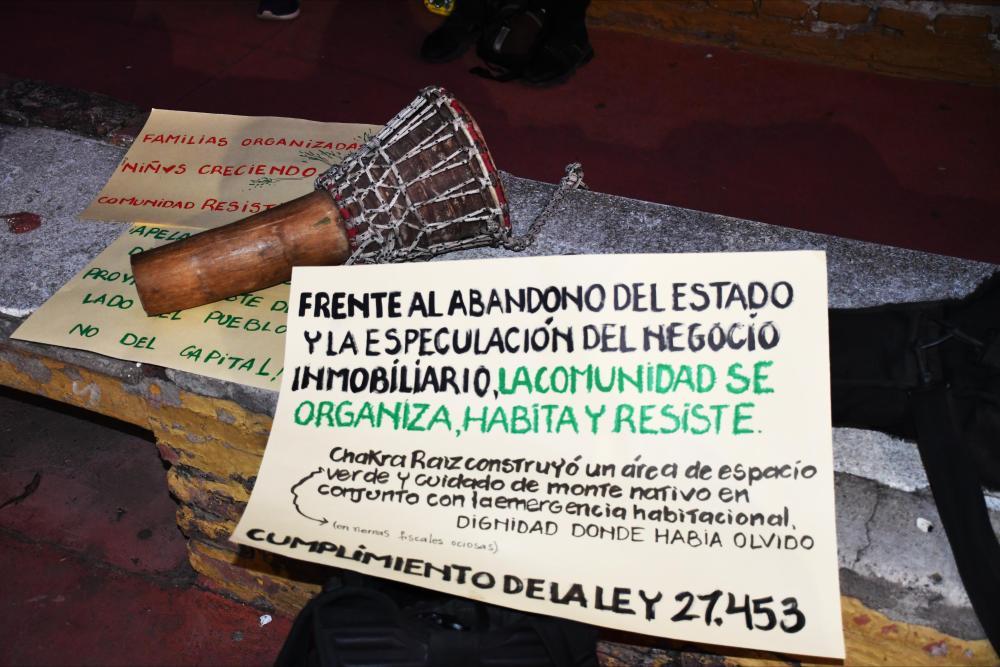 FAMILIAS ORGANIZADAS
NIÑXS CRECIENDO
COMUNIDAD RESIST
APELA
LADO DEL PUEBLO
NO DEL CAPITAL!
FRENTE AL ABANDONO DEL ESTADO
Y LA ESPECULACIÓN DEL NEGOCIO
INMOBILIARIO, LA COMUNIDAD SE
ORGANIZA, HABITA Y RESISTE.
Chakra Raiz construyó un área de espacio
verde y cuidado de monte nativo en
conjunto con la emergencia habitacional.
(en tierras fiscales ociosas)
DIGNIDAD DONDE HABÍA OLVIDO
CUMPLIMIENTO DE LA LEY 27.453